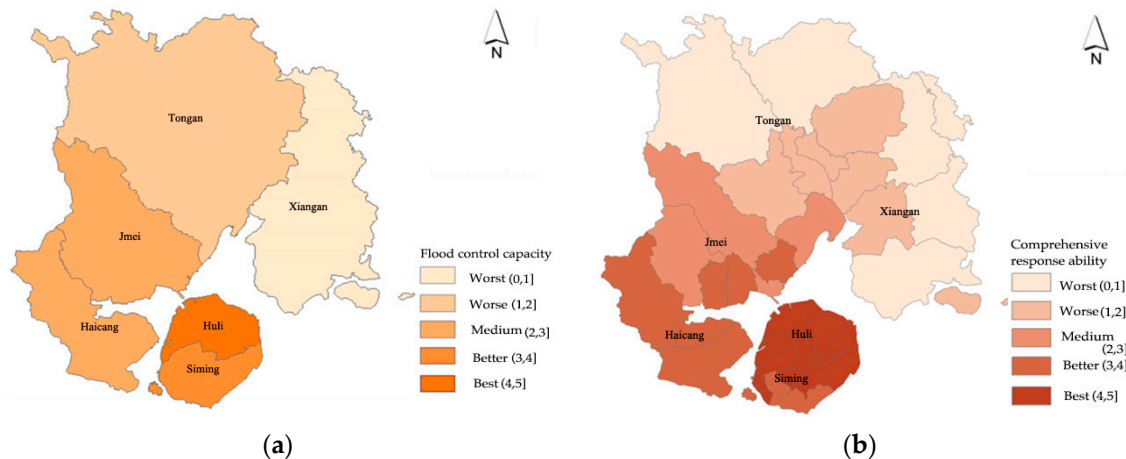 N
Tongan
Xiangan
Jmei
Haicang
Huli
Siming
Flood control capacity
Worst (0,1]
Worse (1,2]
Medium (2,3]
Better (3,4]
Best (4,5]
(a)
N
Tongan
Xiangan
Jmei
Haicang
Huli
Siming
Comprehensive
response ability
Worst (0,1]
Worse (1,2]
Medium (2,3]
Better (3,4]
Best (4,5]
(b)